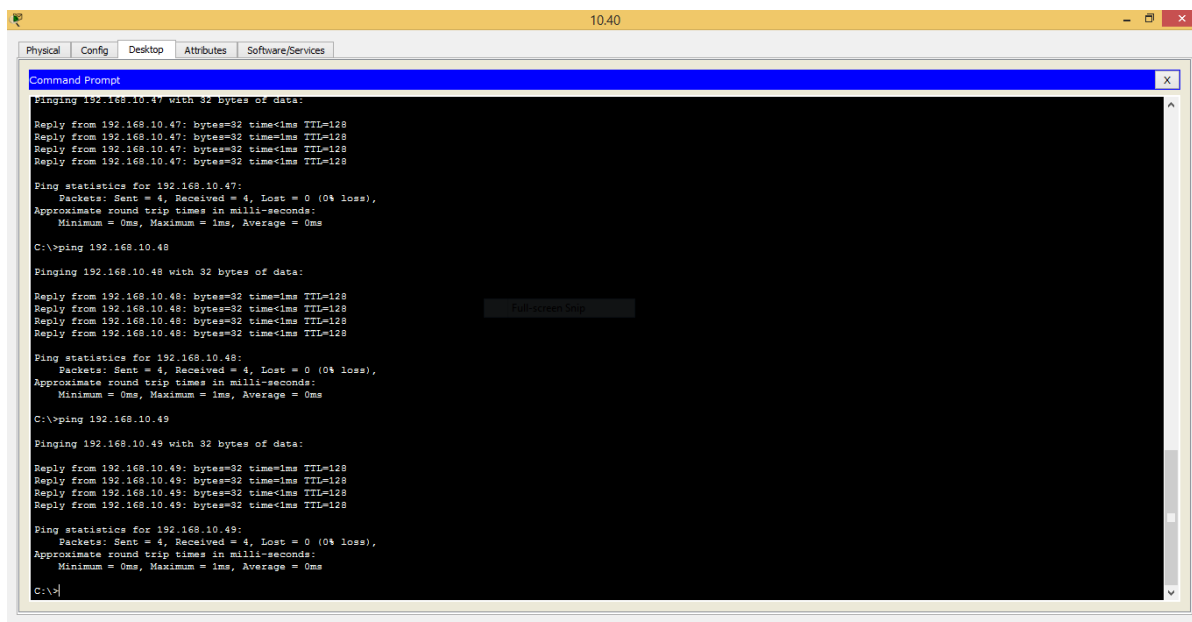 10.40
Physical Config Desktop Attributes Software/Services
Command Prompt X
Pinging 192.168.10.47 with 32 bytes of data:
Reply from 192.168.10.47: bytes=32 time<1ms TTL=128
Reply from 192.168.10.47: bytes=32 time=1ms TTL=128
Reply from 192.168.10.47: bytes=32 time<1ms TTL=128
Reply from 192.168.10.47: bytes=32 time<1ms TTL=128
Ping statistics for 192.168.10.47:
Packets: Sent = 4, Received = 4, Lost = 0 (0% loss),
Approximate round trip times in milli-seconds:
Minimum = 0ms, Maximum = 1ms, Average = 0ms
C:\>ping 192.168.10.48
Pinging 192.168.10.48 with 32 bytes of data:
Reply from 192.168.10.48: bytes=32 time=1ms TTL=128
Reply from 192.168.10.48: bytes=32 time<1ms TTL=128
Reply from 192.168.10.48: bytes=32 time<1ms TTL=128
Reply from 192.168.10.48: bytes=32 time<1ms TTL=128
Full-screen Snip
Ping statistics for 192.168.10.48:
Packets: Sent = 4, Received = 4, Lost = 0 (0% loss),
Approximate round trip times in milli-seconds:
Minimum = 0ms, Maximum = 1ms, Average = 0ms
C:\>ping 192.168.10.49
Pinging 192.168.10.49 with 32 bytes of data:
Reply from 192.168.10.49: bytes=32 time=1ms TTL=128
Reply from 192.168.10.49: bytes=32 time=1ms TTL=128
Reply from 192.168.10.49: bytes=32 time<1ms TTL=128
Reply from 192.168.10.49: bytes=32 time<1ms TTL=128
Ping statistics for 192.168.10.49:
Packets: Sent = 4, Received = 4, Lost = 0 (0% loss),
Approximate round trip times in milli-seconds:
Minimum = 0ms, Maximum = 1ms, Average = 0ms
C:\>